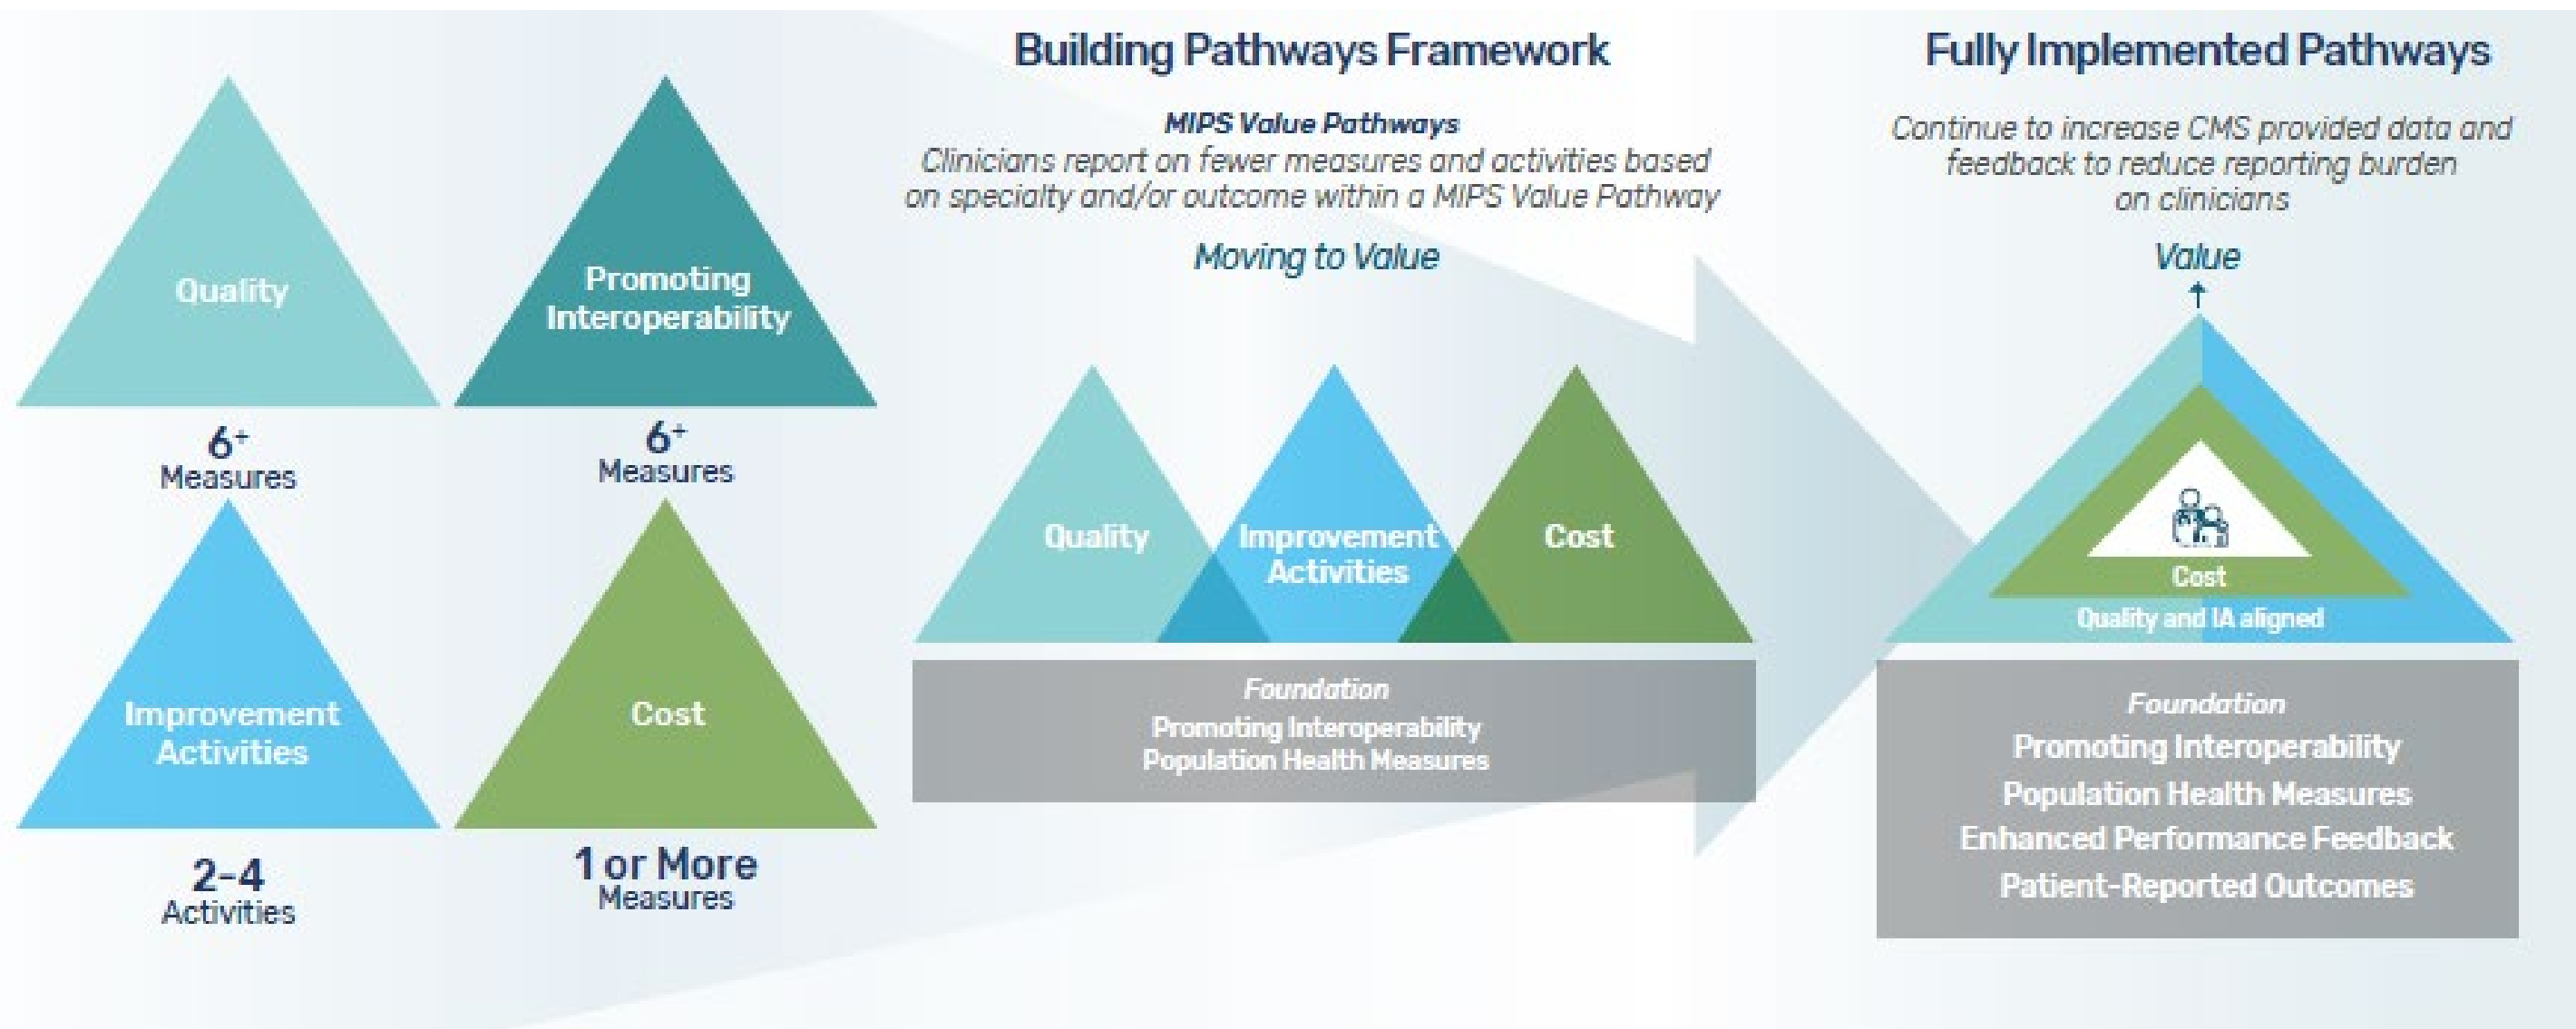 Quality
6+
Measures
Promoting
Interoperability
6+
Measures
Improvement
Activities
2-4
Activities
Cost
1 or More
Measures
Building Pathways Framework
MIPS Value Pathways
Clinicians report on fewer measures and activities based
on specialty and/or outcome within a MIPS Value Pathway
Moving to Value
Quality
Improvement
Activities
Cost
Foundation
Promoting Interoperability
Population Health Measures
Fully Implemented Pathways
Continue to increase CMS provided data and
feedback to reduce reporting burden
on clinicians
Value
Cost
Quality and IA aligned
Foundation
Promoting Interoperability
Population Health Measures
Enhanced Performance Feedback
Patient-Reported Outcomes